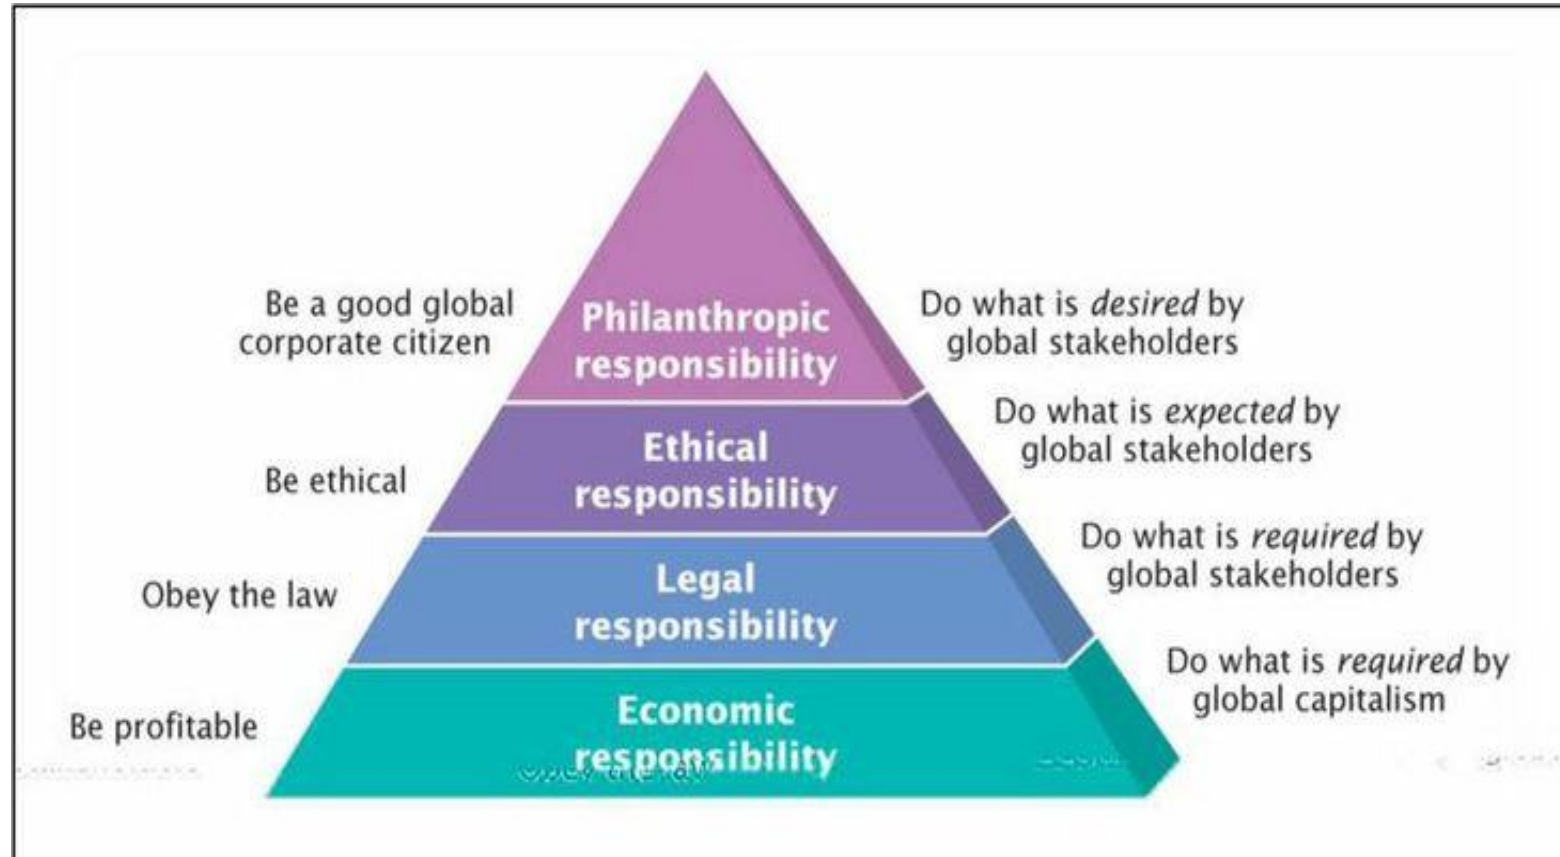 Be a good global
corporate citizen
Philanthropic
responsibility
Do what is desired by
global stakeholders
Be ethical
Ethical
responsibility
Do what is expected by
global stakeholders
Obey the law
Legal
responsibility
Do what is required by
global stakeholders
Be profitable
Economic
responsibility
Do what is required by
global capitalism